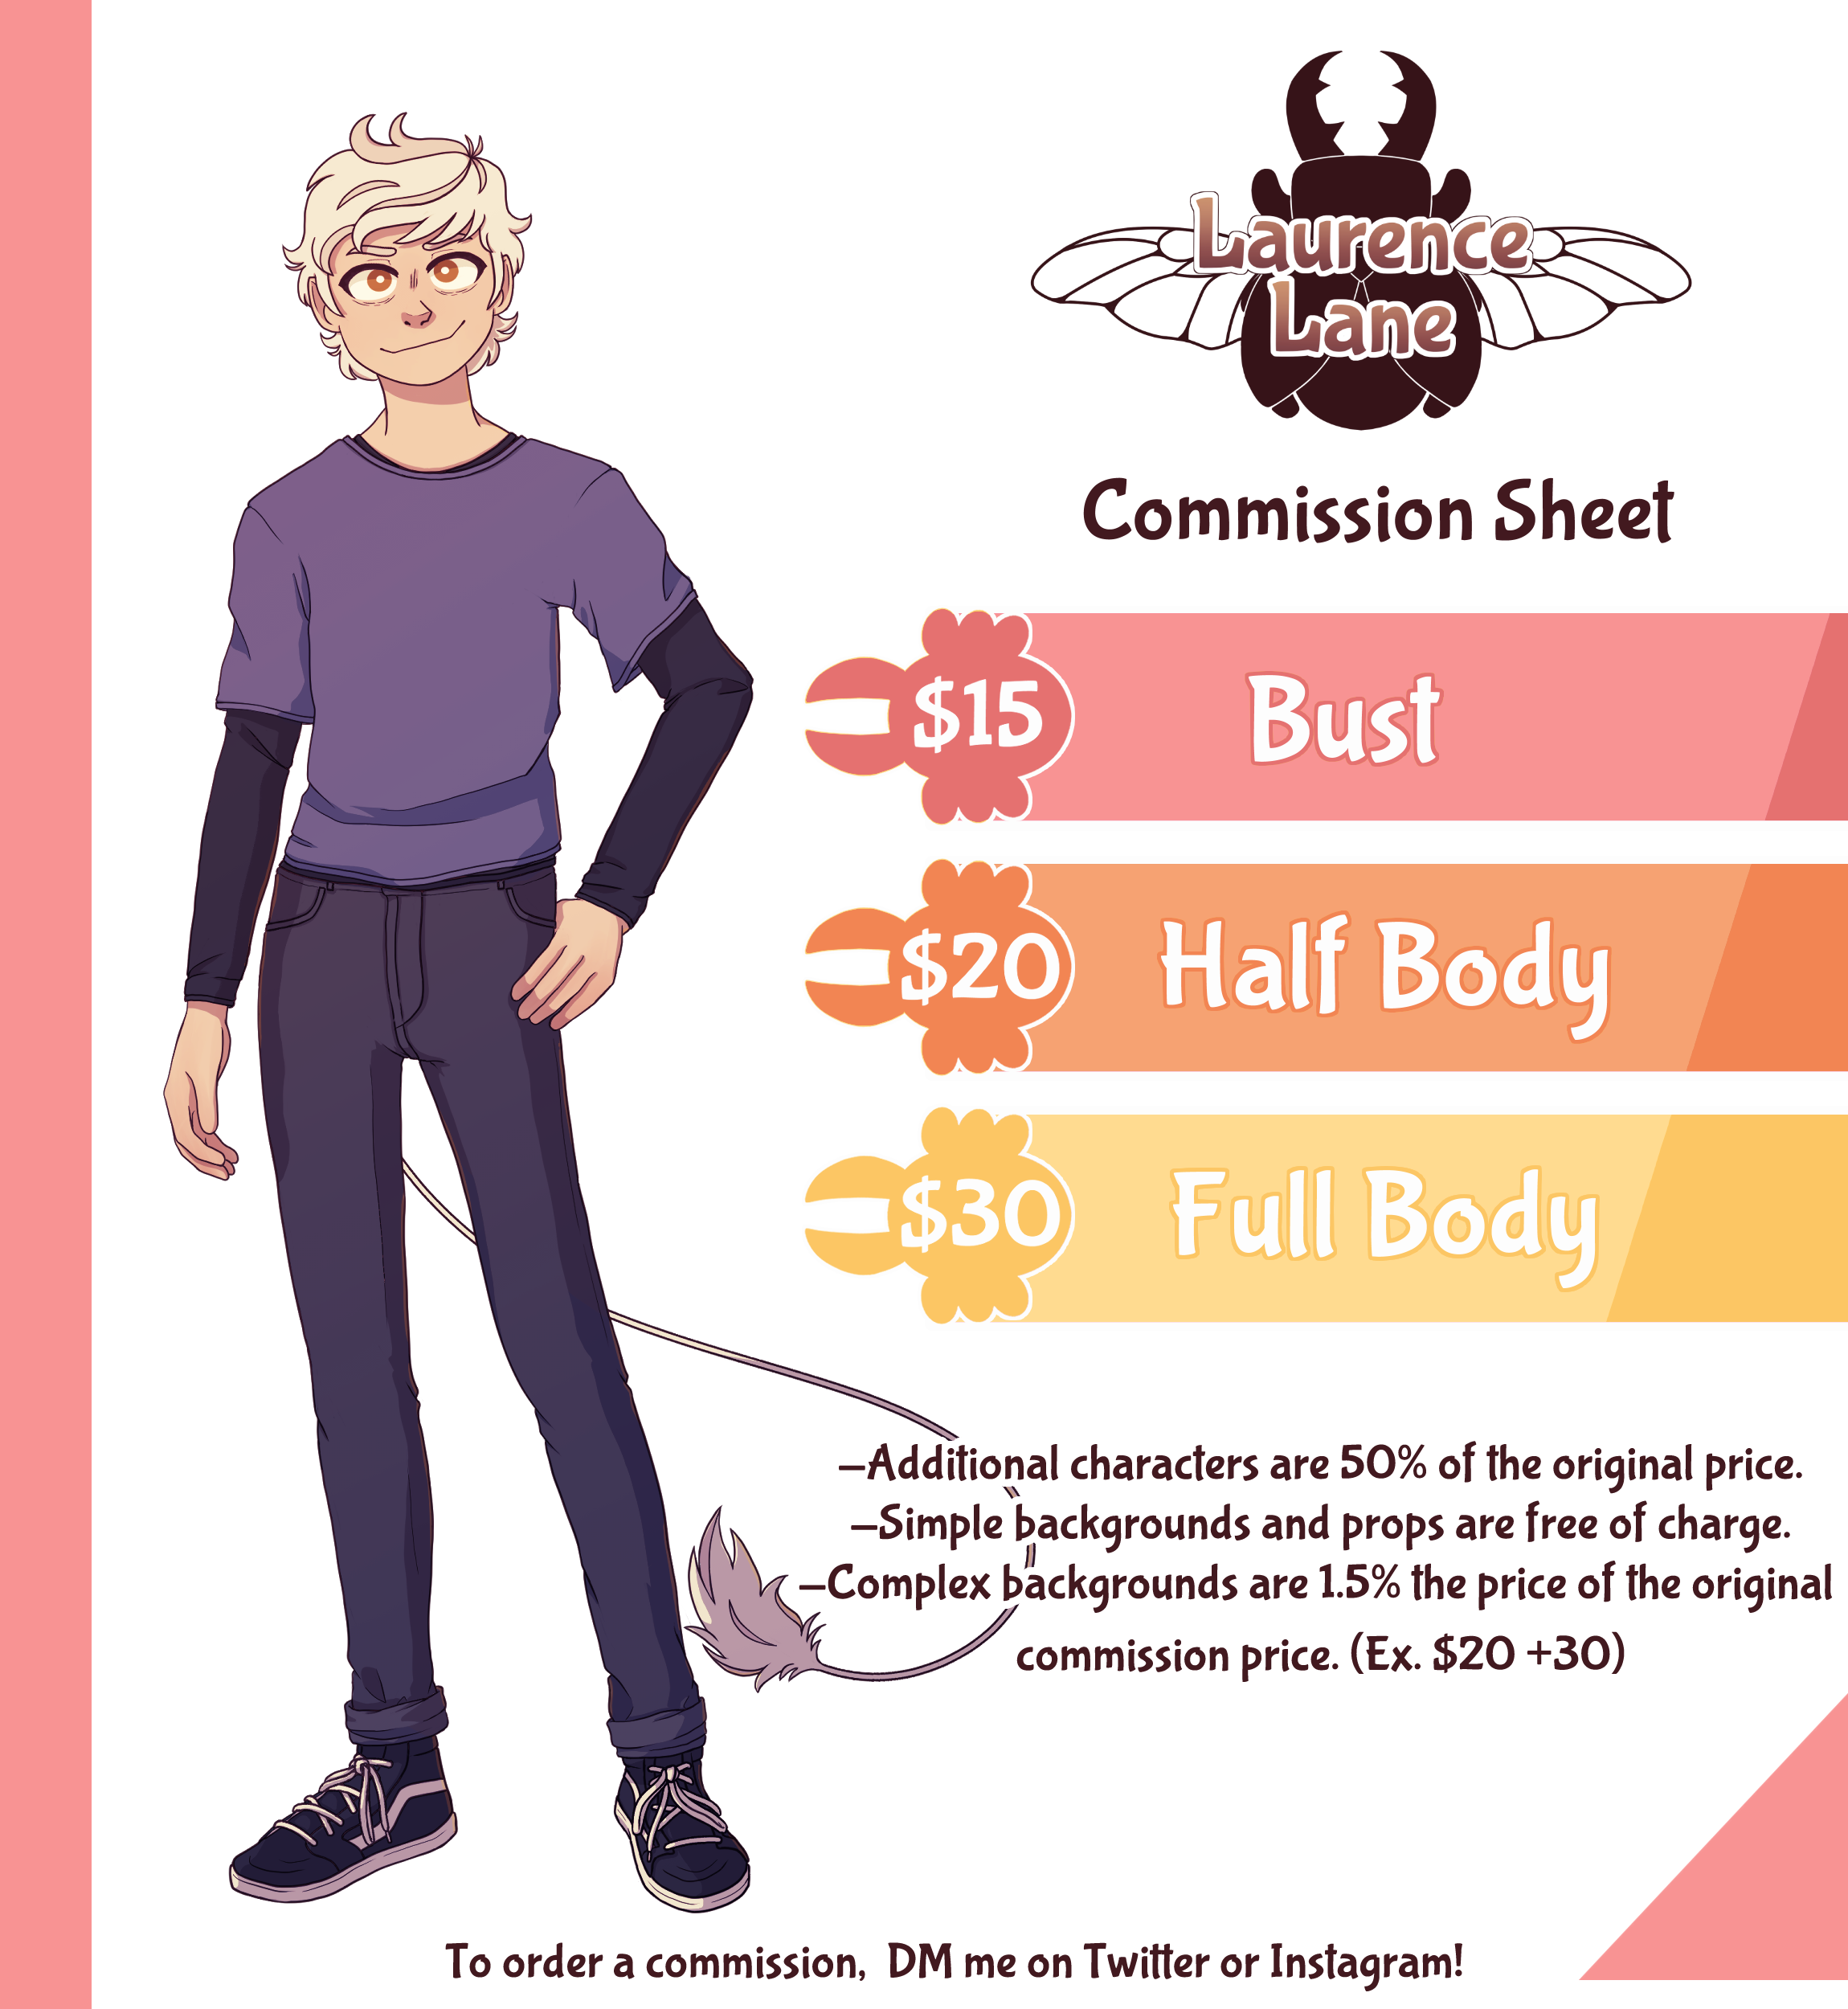 Laurence
Lane
Commission Sheet
$15 Bust
$20 Half Body
$30 Full Body
–Additional characters are 50% of the original price.
–Simple backgrounds and props are free of charge.
–Complex backgrounds are 1.5% the price of the original
commission price. (Ex. $20 +30)
To order a commission, DM me on Twitter or Instagram!